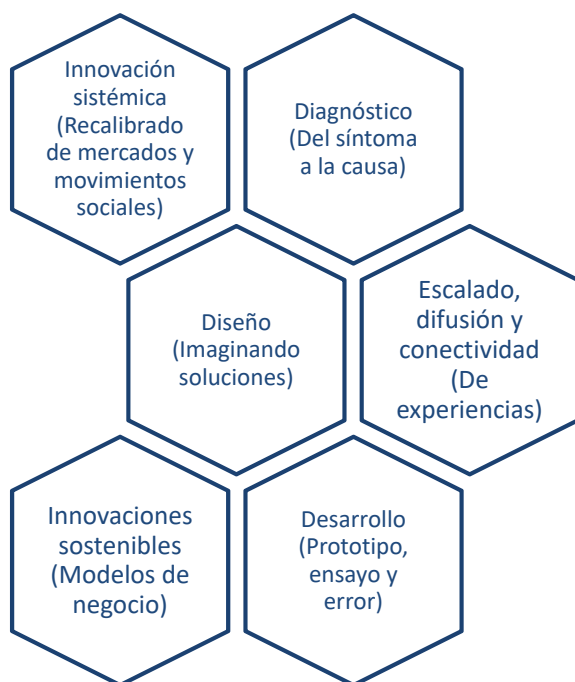 Innovación
sistémica
(Recalibrado
de mercados y
movimientos
sociales)
Diagnóstico
(Del síntoma
a la causa)
Diseño
(Imaginando
soluciones)
Escalado,
difusión y
conectividad
(De
experiencias)
Innovaciones
sostenibles
(Modelos de
negocio)
Desarrollo
(Prototipo,
ensayo y
error)